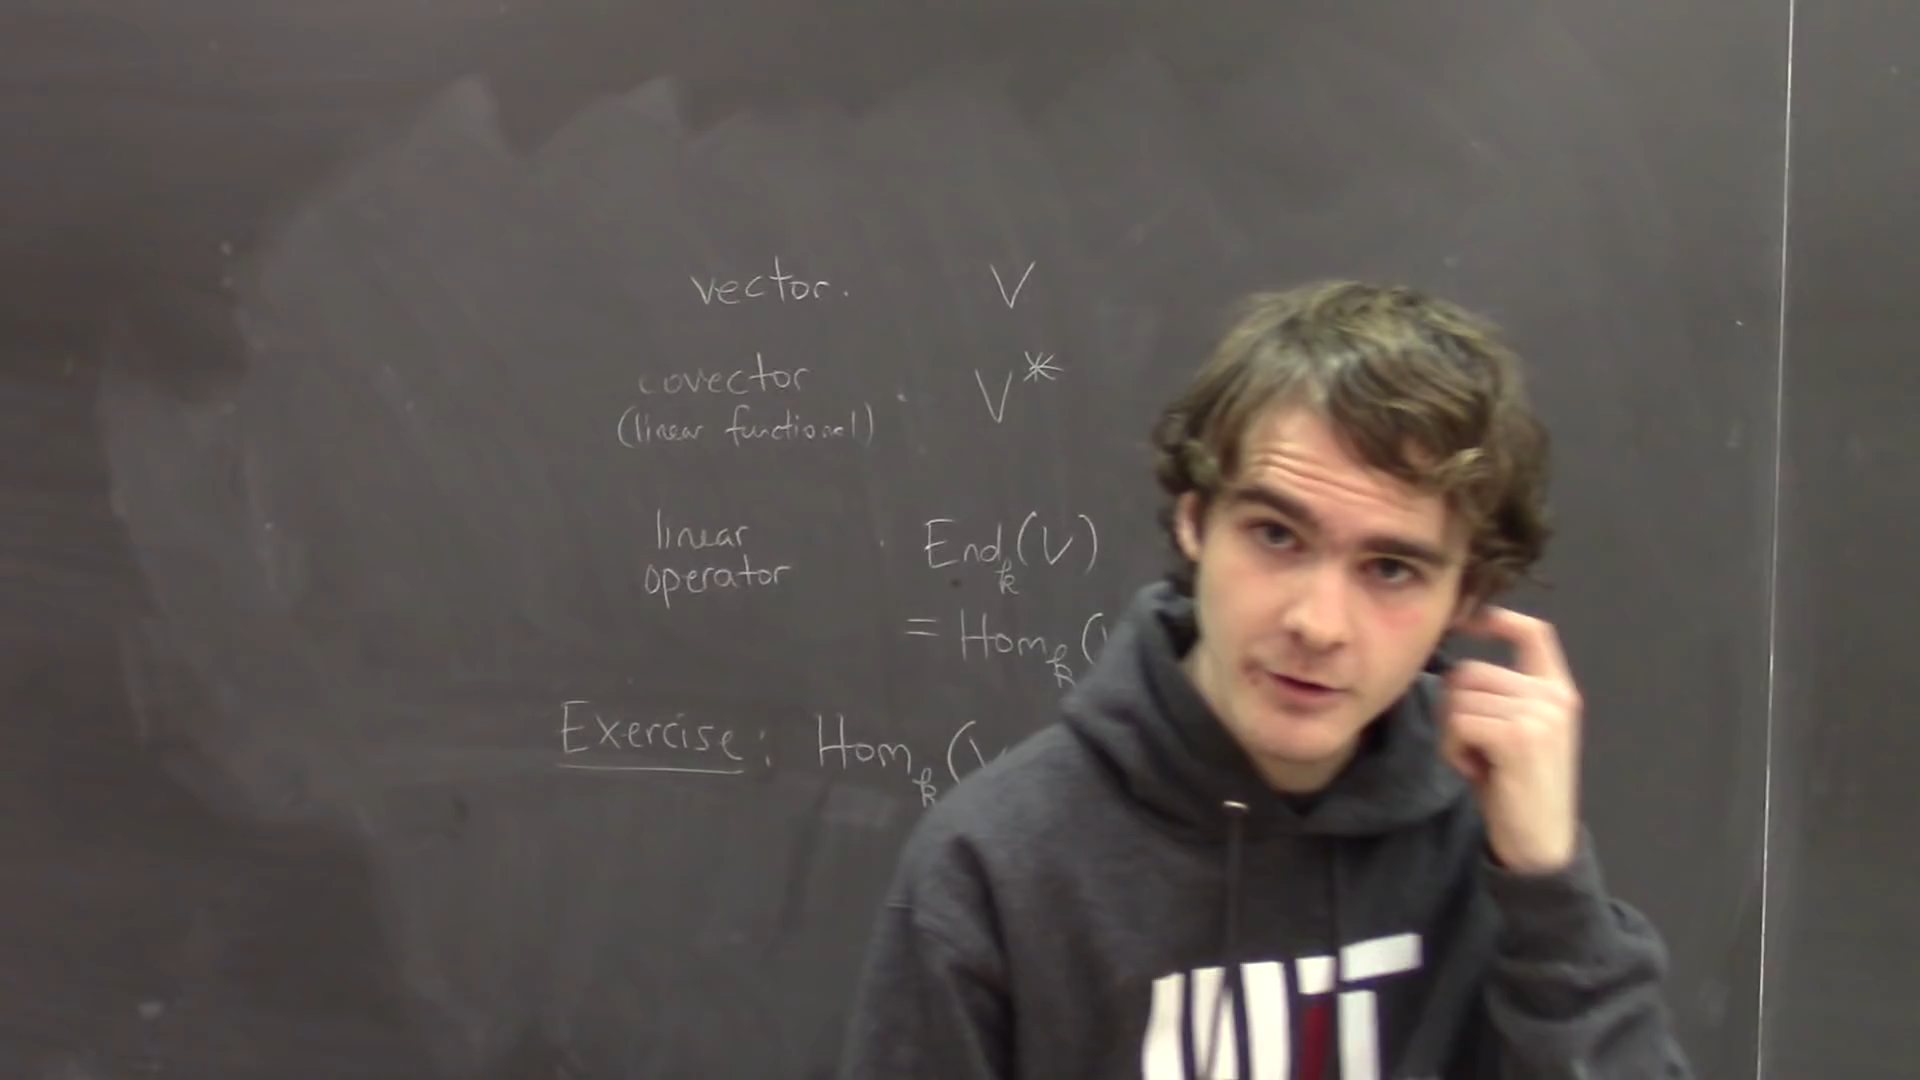 vector. V
covector V*
(linear functional)
linear End_k(V)
operator
= Hom_k(V
Exercise: Hom_k(V
MIT